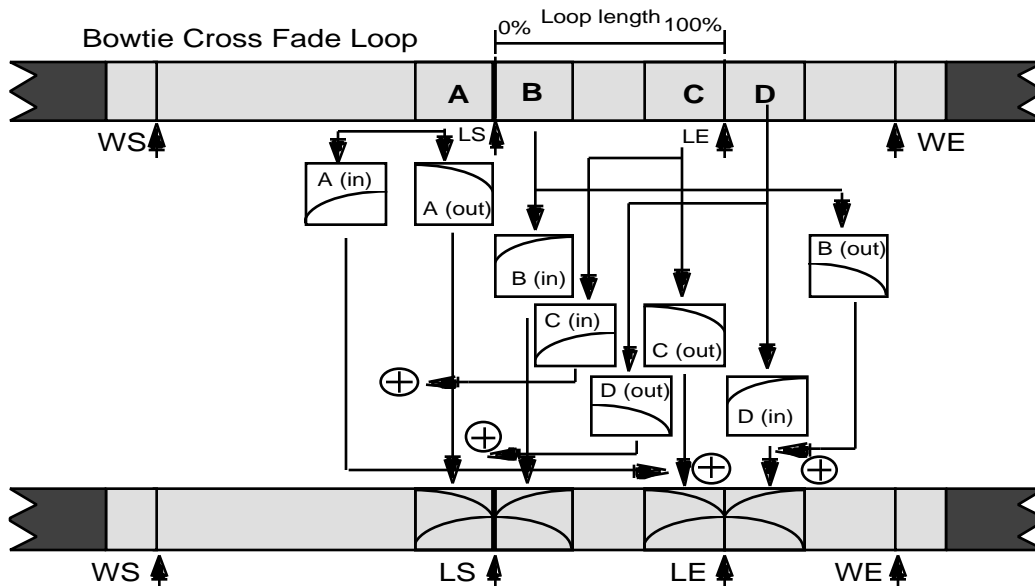 Loop length
0% 100%
Bowtie Cross Fade Loop
A B C D
WS LS LE WE
A (in)
A (out)
B (in)
B (out)
C (in)
C (out)
D (out)
D (in)
WS LS LE WE